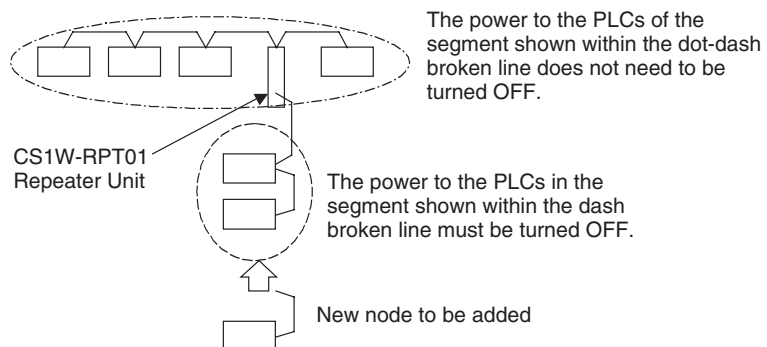 The power to the PLCs of the
segment shown within the dot-dash
broken line does not need to be
turned OFF.
CS1W-RPT01
Repeater Unit
The power to the PLCs in the
segment shown within the dash
broken line must be turned OFF.
New node to be added